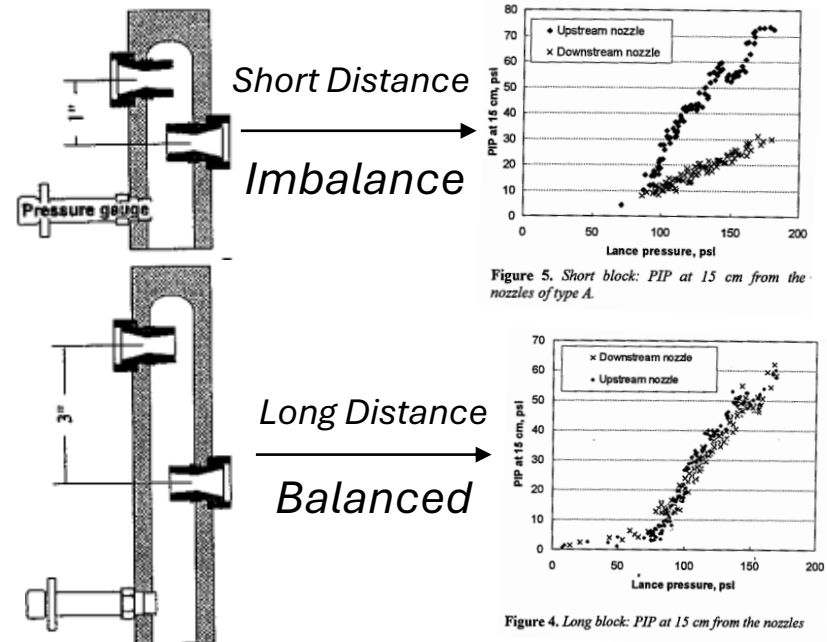 1"
Pressure gauge
Short Distance
Imbalance
80
70
60
50
40
30
20
10
0
PIP at 15 cm, psi
Upstream nozzle
Downstream nozzle
0
50
100
150
200
Lance pressure, psi
Figure 5. Short block: PIP at 15 cm from the
nozzles of type A.
3"
Long Distance
Balanced
70
60
50
40
30
20
10
0
PIP at 15 cm, psi
Downstream nozzle
Upstream nozzle
0
50
100
150
200
Lance pressure, psi
Figure 4. Long block: PIP at 15 cm from the nozzles